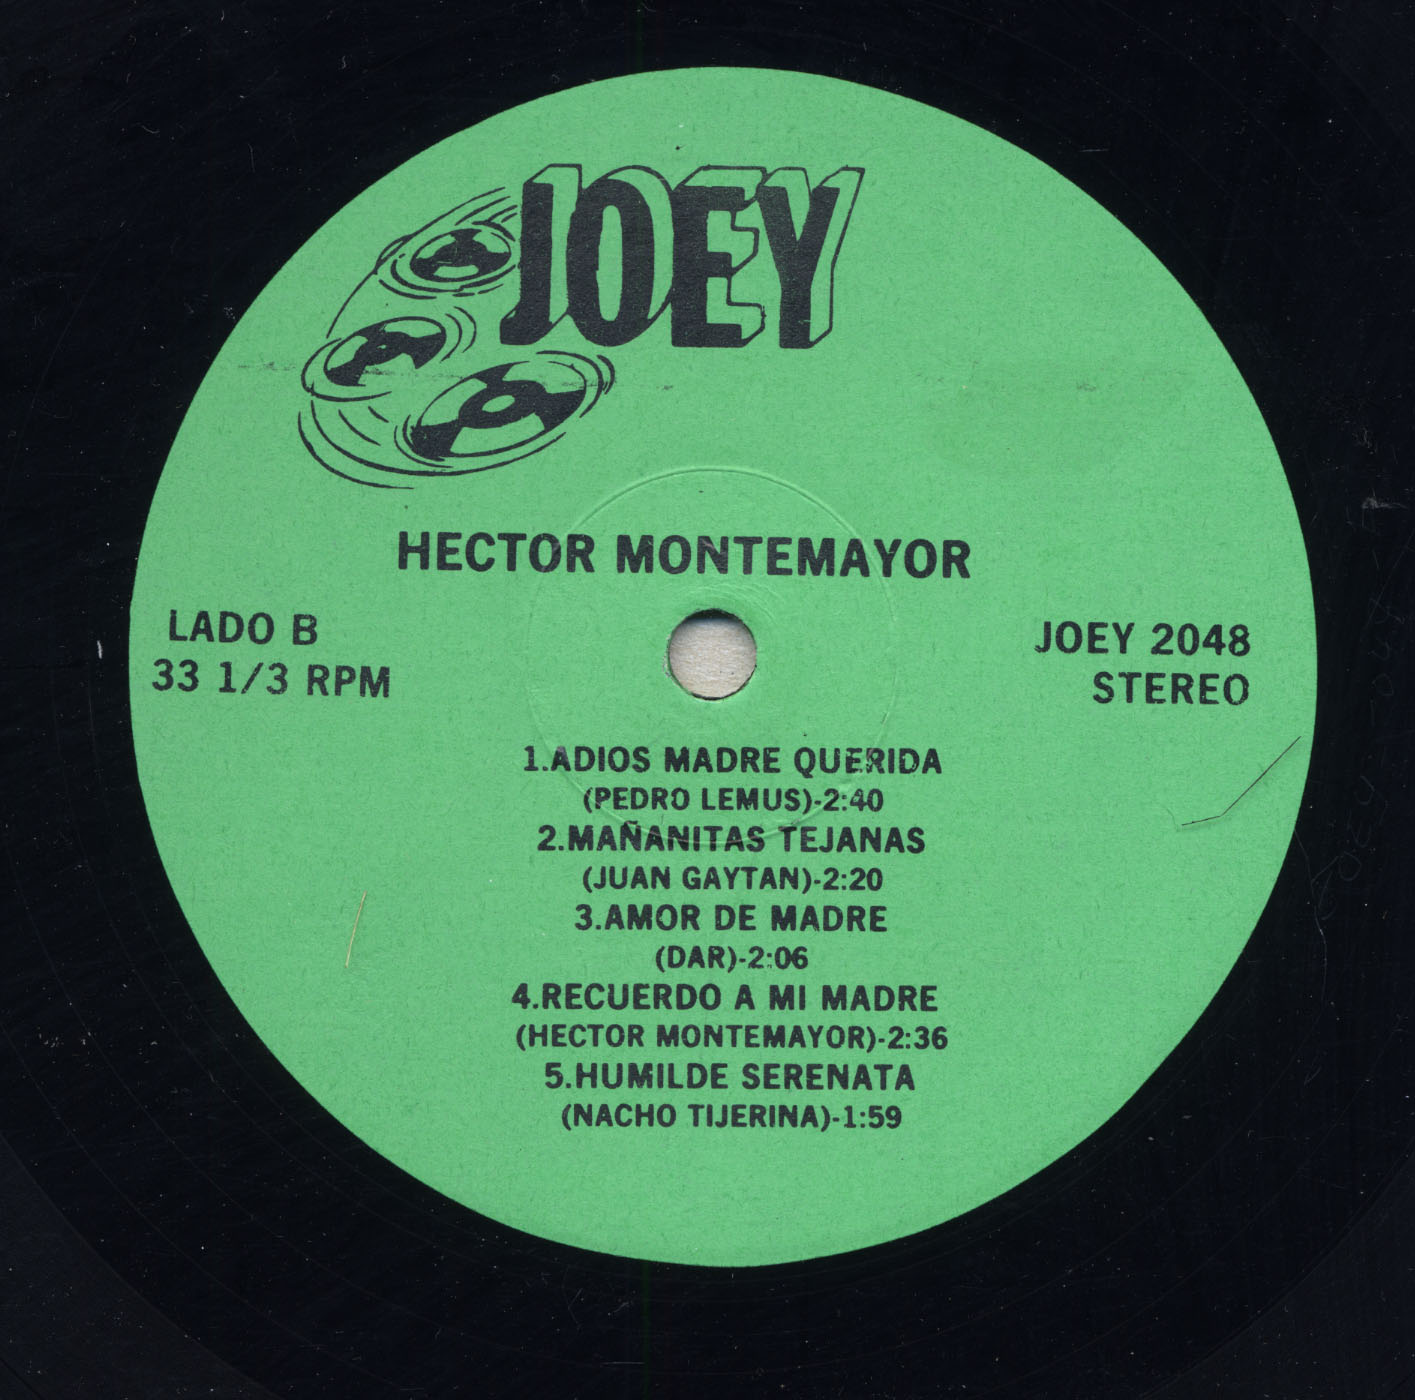 JOEY
HECTOR MONTEMAYOR
LADO B
33 1/3 RPM
JOEY 2048
STEREO
1.ADIOS MADRE QUERIDA
(PEDRO LEMUS)-2:40
2.MAÑANITAS TEJANAS
(JUAN GAYTAN)-2:20
3.AMOR DE MADRE
(DAR)-2:06
4.RECUERDO A MI MADRE
(HECTOR MONTEMAYOR)-2:36
5.HUMILDE SERENATA
(NACHO TIJERINA)-1:59